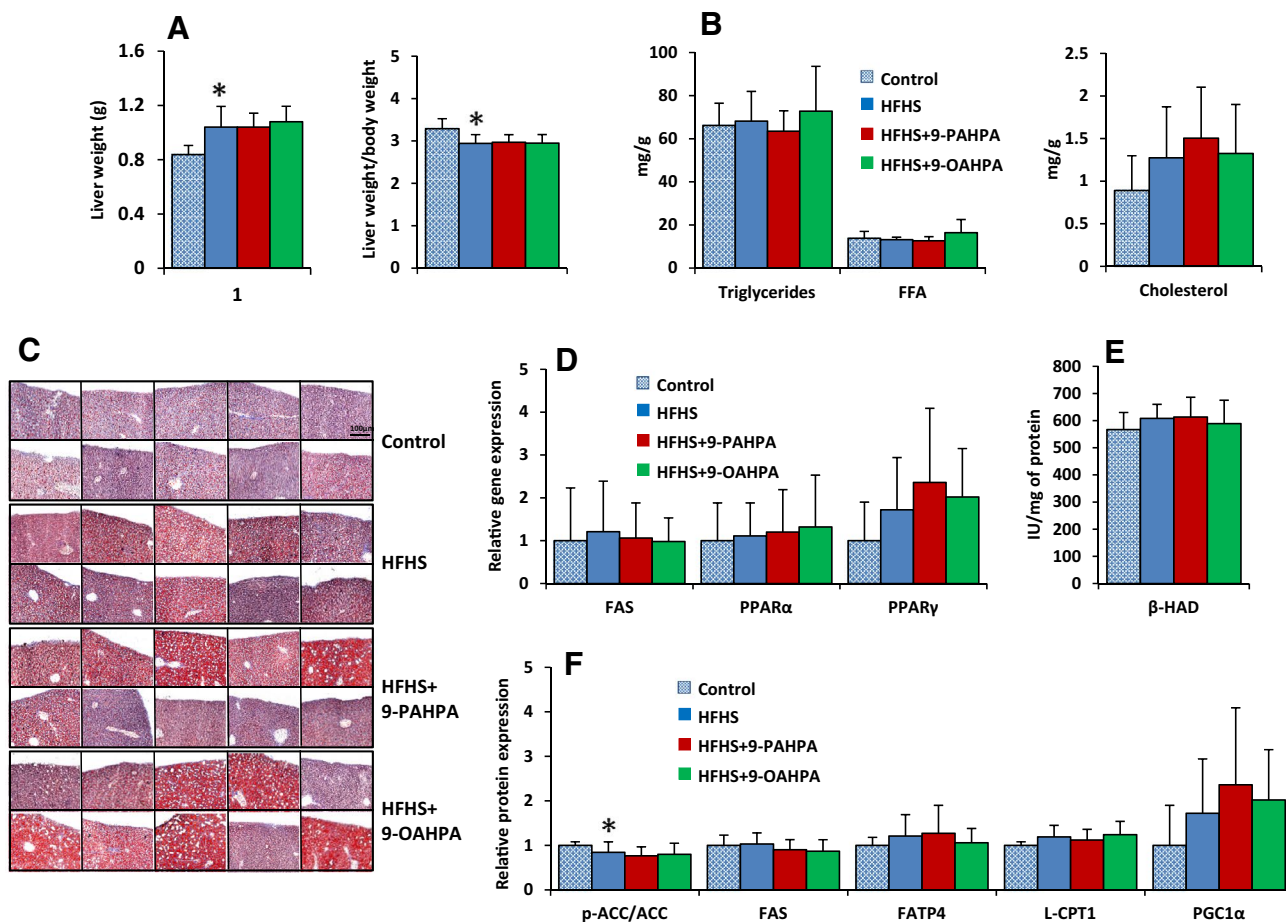 A
Liver weight (g)
1.6
1.2
0.8
0.4
0
*
1
Liver weight/body weight
5
4
3
2
1
0
*
B
mg/g
100
80
60
40
20
0
Control
HFHS
HFHS+9-PAHPA
HFHS+9-OAHPA
Triglycerides
FFA
mg/g
2.5
2
1.5
1
0.5
0
Cholesterol
C
100µm
Control
HFHS
HFHS+
9-PAHPA
HFHS+
9-OAHPA
D
Relative gene expression
5
4
3
2
1
0
Control
HFHS
HFHS+9-PAHPA
HFHS+9-OAHPA
FAS
PPARα
PPARγ
E
IU/mg of protein
800
700
600
500
400
300
200
100
0
β-HAD
F
Relative protein expression
5
4
3
2
1
0
Control
HFHS
HFHS+9-PAHPA
HFHS+9-OAHPA
*
p-ACC/ACC
FAS
FATP4
L-CPT1
PGC1α